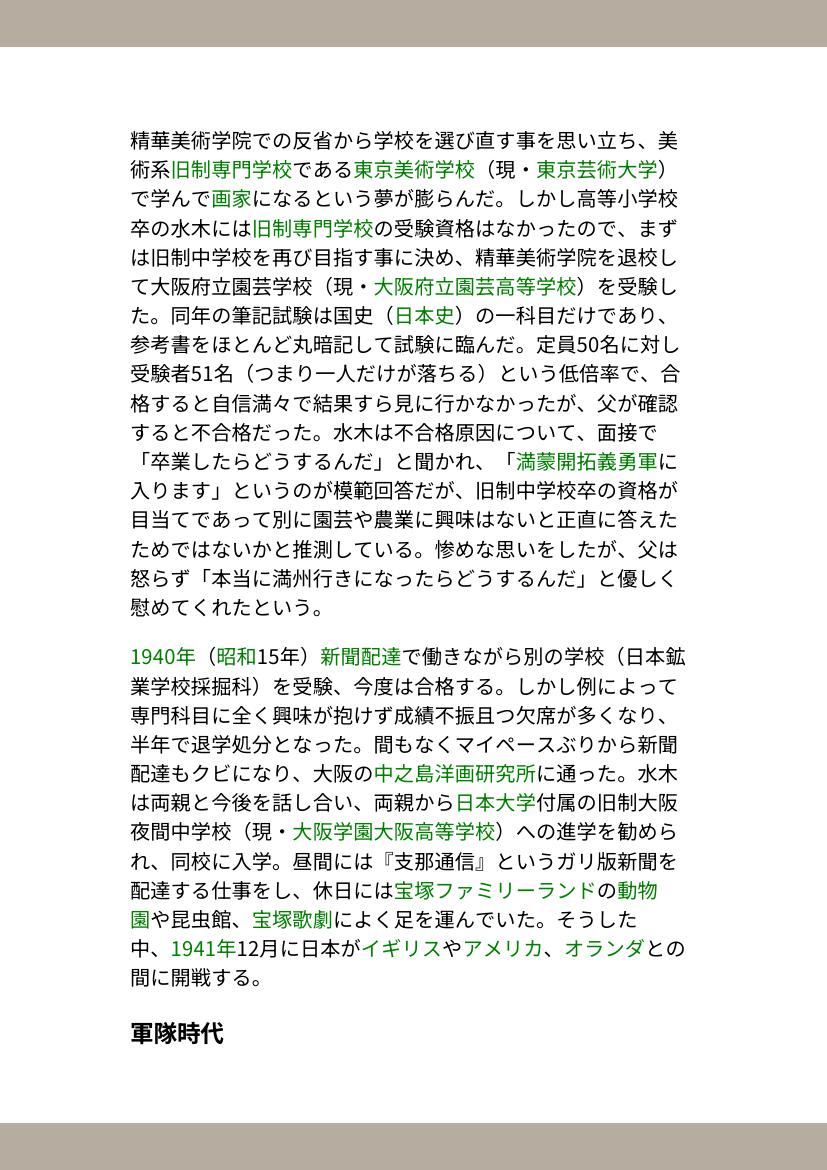 精華美術学院での反省から学校を選び直す事を思い立ち、美
術系旧制専門学校である東京美術学校（現・東京芸術大学）
で学んで画家になるという夢が膨らんだ。しかし高等小学校
卒の水木には旧制専門学校の受験資格はなかったので、まず
は旧制中学校を再び目指す事に決め、精華美術学院を退校し
て大阪府立園芸学校（現・大阪府立園芸高等学校）を受験し
た。同年の筆記試験は国史（日本史）の一科目だけであり、
参考書をほとんど丸暗記して試験に臨んだ。定員50名に対し
受験者51名（つまり一人だけが落ちる）という低倍率で、合
格すると自信満々で結果すら見に行かなかったが、父が確認
すると不合格だった。水木は不合格原因について、面接で
「卒業したらどうするんだ」と聞かれ、「満蒙開拓義勇軍に
入ります」というのが模範回答だが、旧制中学校卒の資格が
目当てであって別に園芸や農業に興味はないと正直に答えた
ためではないかと推測している。惨めな思いをしたが、父は
怒らず「本当に満州行きになったらどうするんだ」と優しく
慰めてくれたという。
1940年（昭和15年）新聞配達で働きながら別の学校（日本鉱
業学校採掘科）を受験、今度は合格する。しかし例によって
専門科目に全く興味が抱けず成績不振且つ欠席が多くなり、
半年で退学処分となった。間もなくマイペースぶりから新聞
配達もクビになり、大阪の中之島洋画研究所に通った。水木
は両親と今後を話し合い、両親から日本大学付属の旧制大阪
夜間中学校（現・大阪学園大阪高等学校）への進学を勧めら
れ、同校に入学。昼間には『支那通信』というガリ版新聞を
配達する仕事をし、休日には宝塚ファミリーランドの動物
園や昆虫館、宝塚歌劇によく足を運んでいた。そうした
中、1941年12月に日本がイギリスやアメリカ、オランダとの
間に開戦する。
軍隊時代